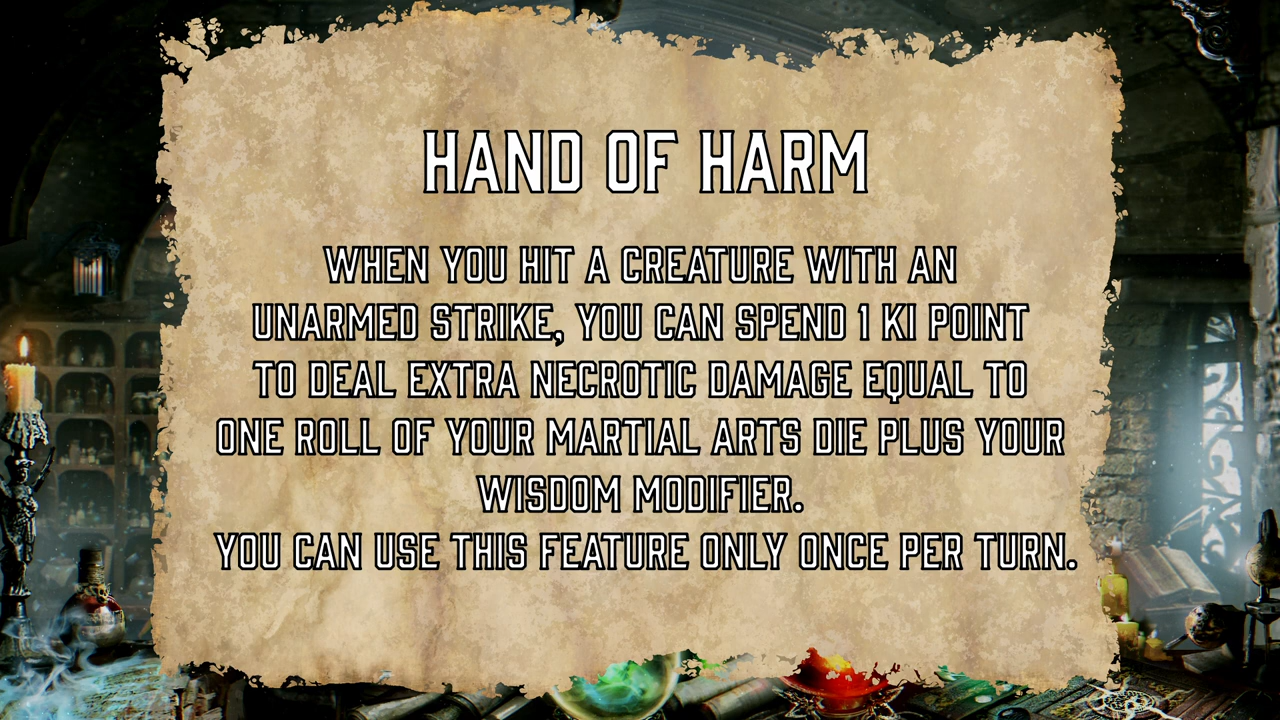 HAND OF HARM
WHEN YOU HIT A CREATURE WITH AN
UNARMED STRIKE, YOU CAN SPEND 1 KI POINT
TO DEAL EXTRA NECROTIC DAMAGE EQUAL TO
ONE ROLL OF YOUR MARTIAL ARTS DIE PLUS YOUR
WISDOM MODIFIER.
YOU CAN USE THIS FEATURE ONLY ONCE PER TURN.